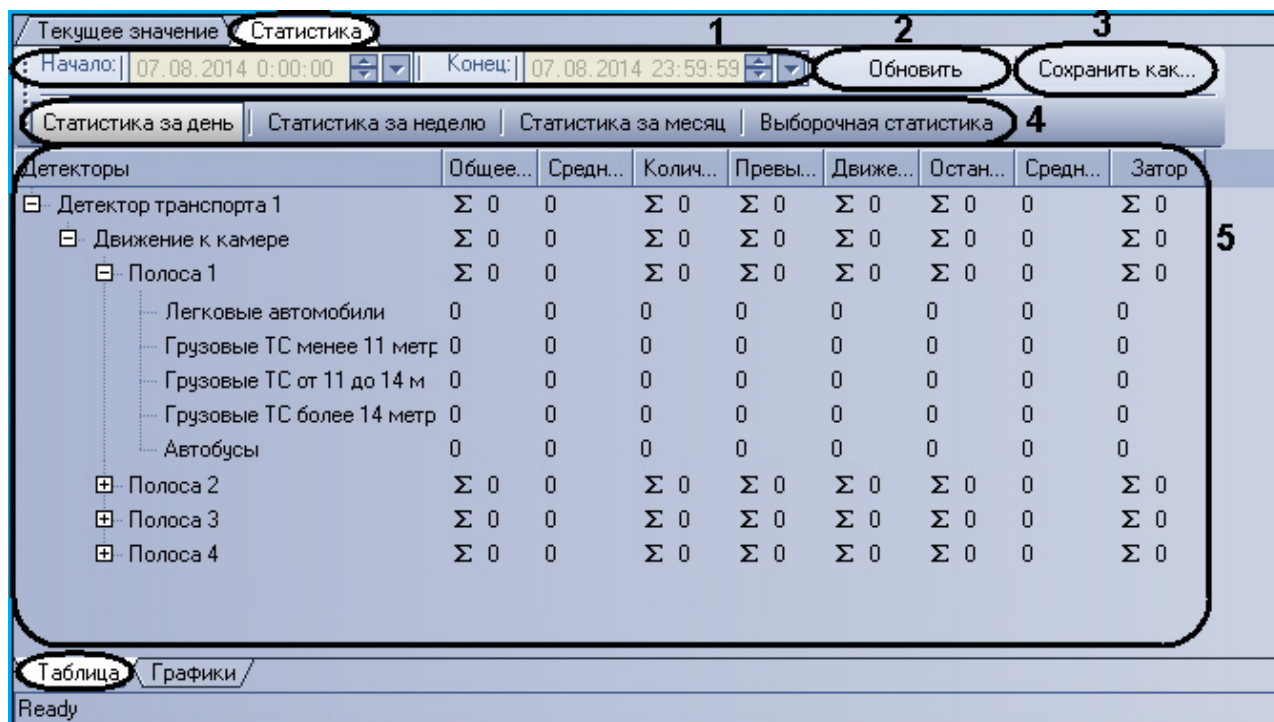 Текущее значение Статистика
1 2 3
Начало: 07.08.2014 0:00:00 Конец: 07.08.2014 23:59:59 Обновить Сохранить как...
Статистика за день Статистика за неделю Статистика за месяц Выборочная статистика 4
Детекторы Общее... Средн... Колич... Превы... Движе... Остан... Средн... Затор
Детектор транспорта 1 Σ 0 0 Σ 0 Σ 0 Σ 0 Σ 0 0 Σ 0
Движение к камере Σ 0 0 Σ 0 Σ 0 Σ 0 Σ 0 0 Σ 0 5
Полоса 1 Σ 0 0 Σ 0 Σ 0 Σ 0 Σ 0 0 Σ 0
Легковые автомобили 0 0 0 0 0 0 0 0
Грузовые ТС менее 11 метр 0 0 0 0 0 0 0 0
Грузовые ТС от 11 до 14 м 0 0 0 0 0 0 0 0
Грузовые ТС более 14 метр 0 0 0 0 0 0 0 0
Автобусы 0 0 0 0 0 0 0 0
Полоса 2 Σ 0 0 Σ 0 Σ 0 Σ 0 Σ 0 0 Σ 0
Полоса 3 Σ 0 0 Σ 0 Σ 0 Σ 0 Σ 0 0 Σ 0
Полоса 4 Σ 0 0 Σ 0 Σ 0 Σ 0 Σ 0 0 Σ 0
Таблица Графики
Ready